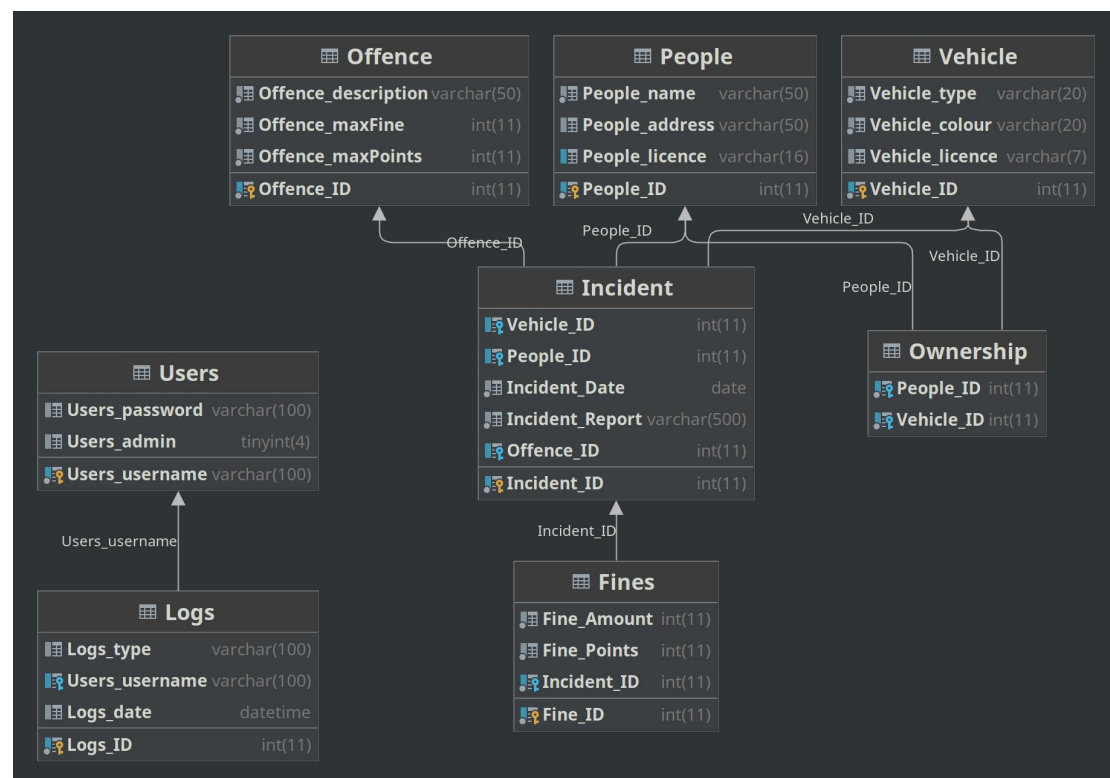 Offence
Offence_description varchar(50)
Offence_maxFine int(11)
Offence_maxPoints int(11)
Offence_ID int(11)
People
People_name varchar(50)
People_address varchar(50)
People_licence varchar(16)
People_ID int(11)
Vehicle
Vehicle_type varchar(20)
Vehicle_colour varchar(20)
Vehicle_licence varchar(7)
Vehicle_ID int(11)
Offence_ID
People_ID
Vehicle_ID
Vehicle_ID
People_ID
Incident
Vehicle_ID int(11)
People_ID int(11)
Incident_Date date
Incident_Report varchar(500)
Offence_ID int(11)
Incident_ID int(11)
Ownership
People_ID int(11)
Vehicle_ID int(11)
Users
Users_password varchar(100)
Users_admin tinyint(4)
Users_username varchar(100)
Users_username
Incident_ID
Logs
Logs_type varchar(100)
Users_username varchar(100)
Logs_date datetime
Logs_ID int(11)
Fines
Fine_Amount int(11)
Fine_Points int(11)
Incident_ID int(11)
Fine_ID int(11)